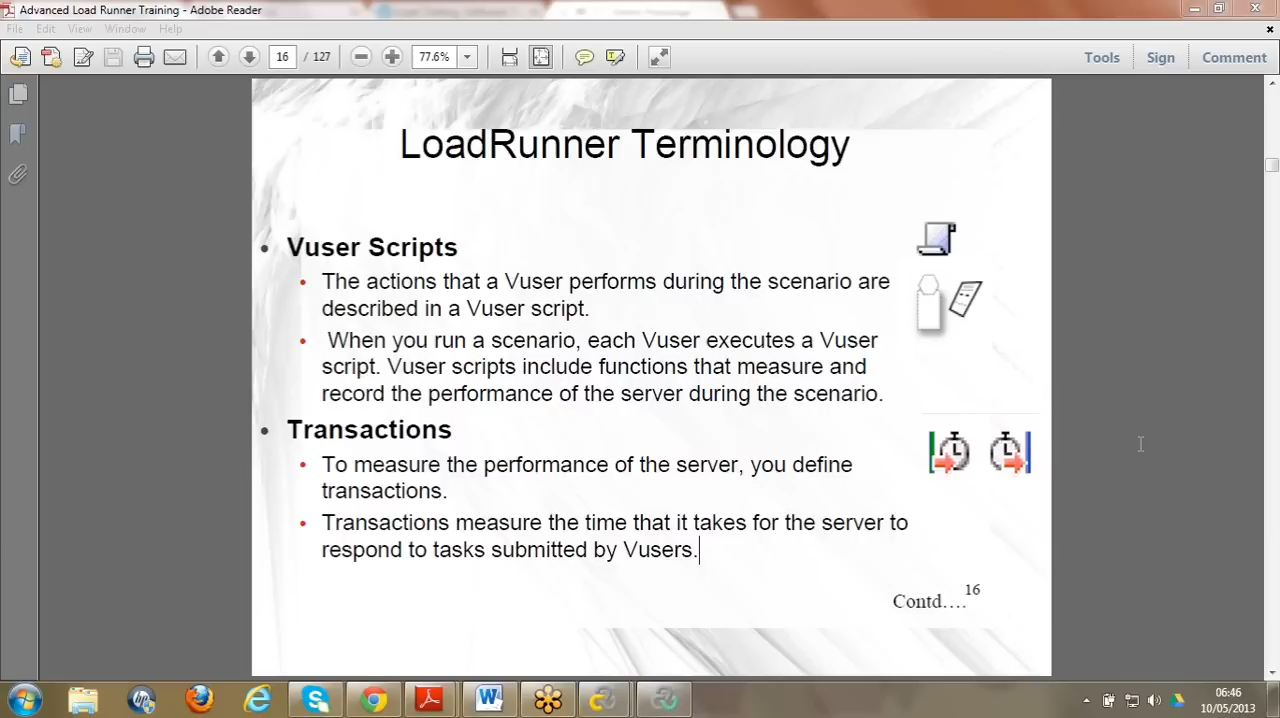 Advanced Load Runner Training - Adobe Reader
File Edit View Window Help
16 / 127 77.6% Tools Sign Comment
LoadRunner Terminology
• Vuser Scripts
• The actions that a Vuser performs during the scenario are
described in a Vuser script.
• When you run a scenario, each Vuser executes a Vuser
script. Vuser scripts include functions that measure and
record the performance of the server during the scenario.
• Transactions
• To measure the performance of the server, you define
transactions.
• Transactions measure the time that it takes for the server to
respond to tasks submitted by Vusers.
Contd….16
06:46
10/05/2013